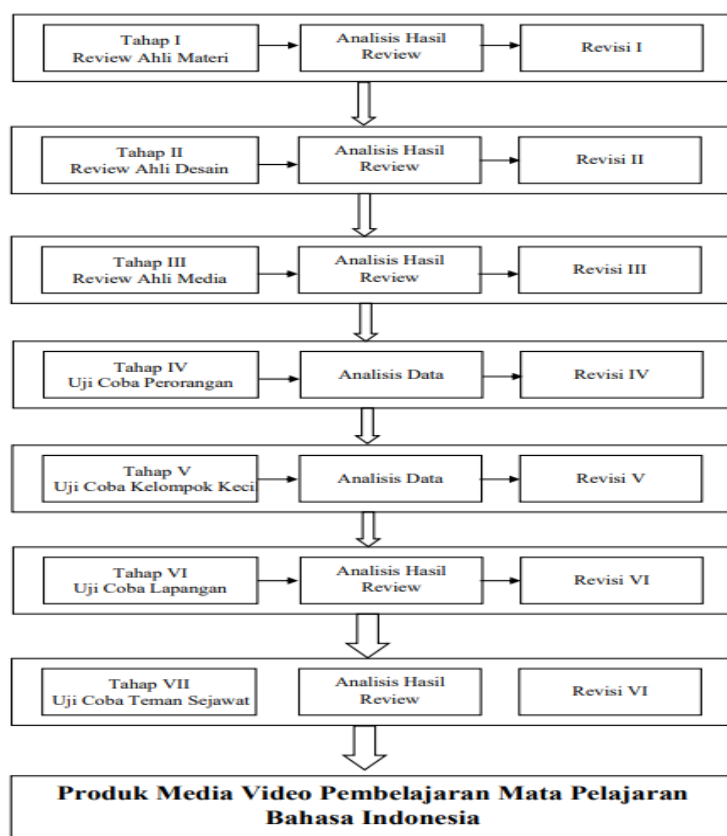 Tahap I
Review Ahli Materi
Analisis Hasil
Review
Revisi I
Tahap II
Review Ahli Desain
Analisis Hasil
Review
Revisi II
Tahap III
Review Ahli Media
Analisis Hasil
Review
Revisi III
Tahap IV
Uji Coba Perorangan
Analisis Data
Revisi IV
Tahap V
Uji Coba Kelompok Kecil
Analisis Data
Revisi V
Tahap VI
Uji Coba Lapangan
Analisis Hasil
Review
Revisi VI
Tahap VII
Uji Coba Teman Sejawat
Analisis Hasil
Review
Revisi VI
Produk Media Video Pembelajaran Mata Pelajaran
Bahasa Indonesia